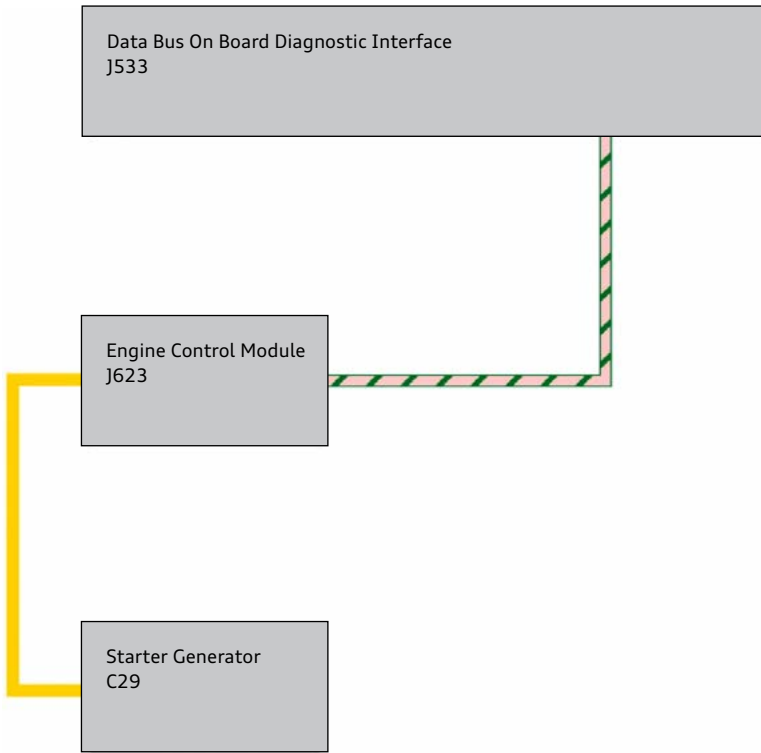 Data Bus On Board Diagnostic Interface
J533
Engine Control Module
J623
Starter Generator
C29